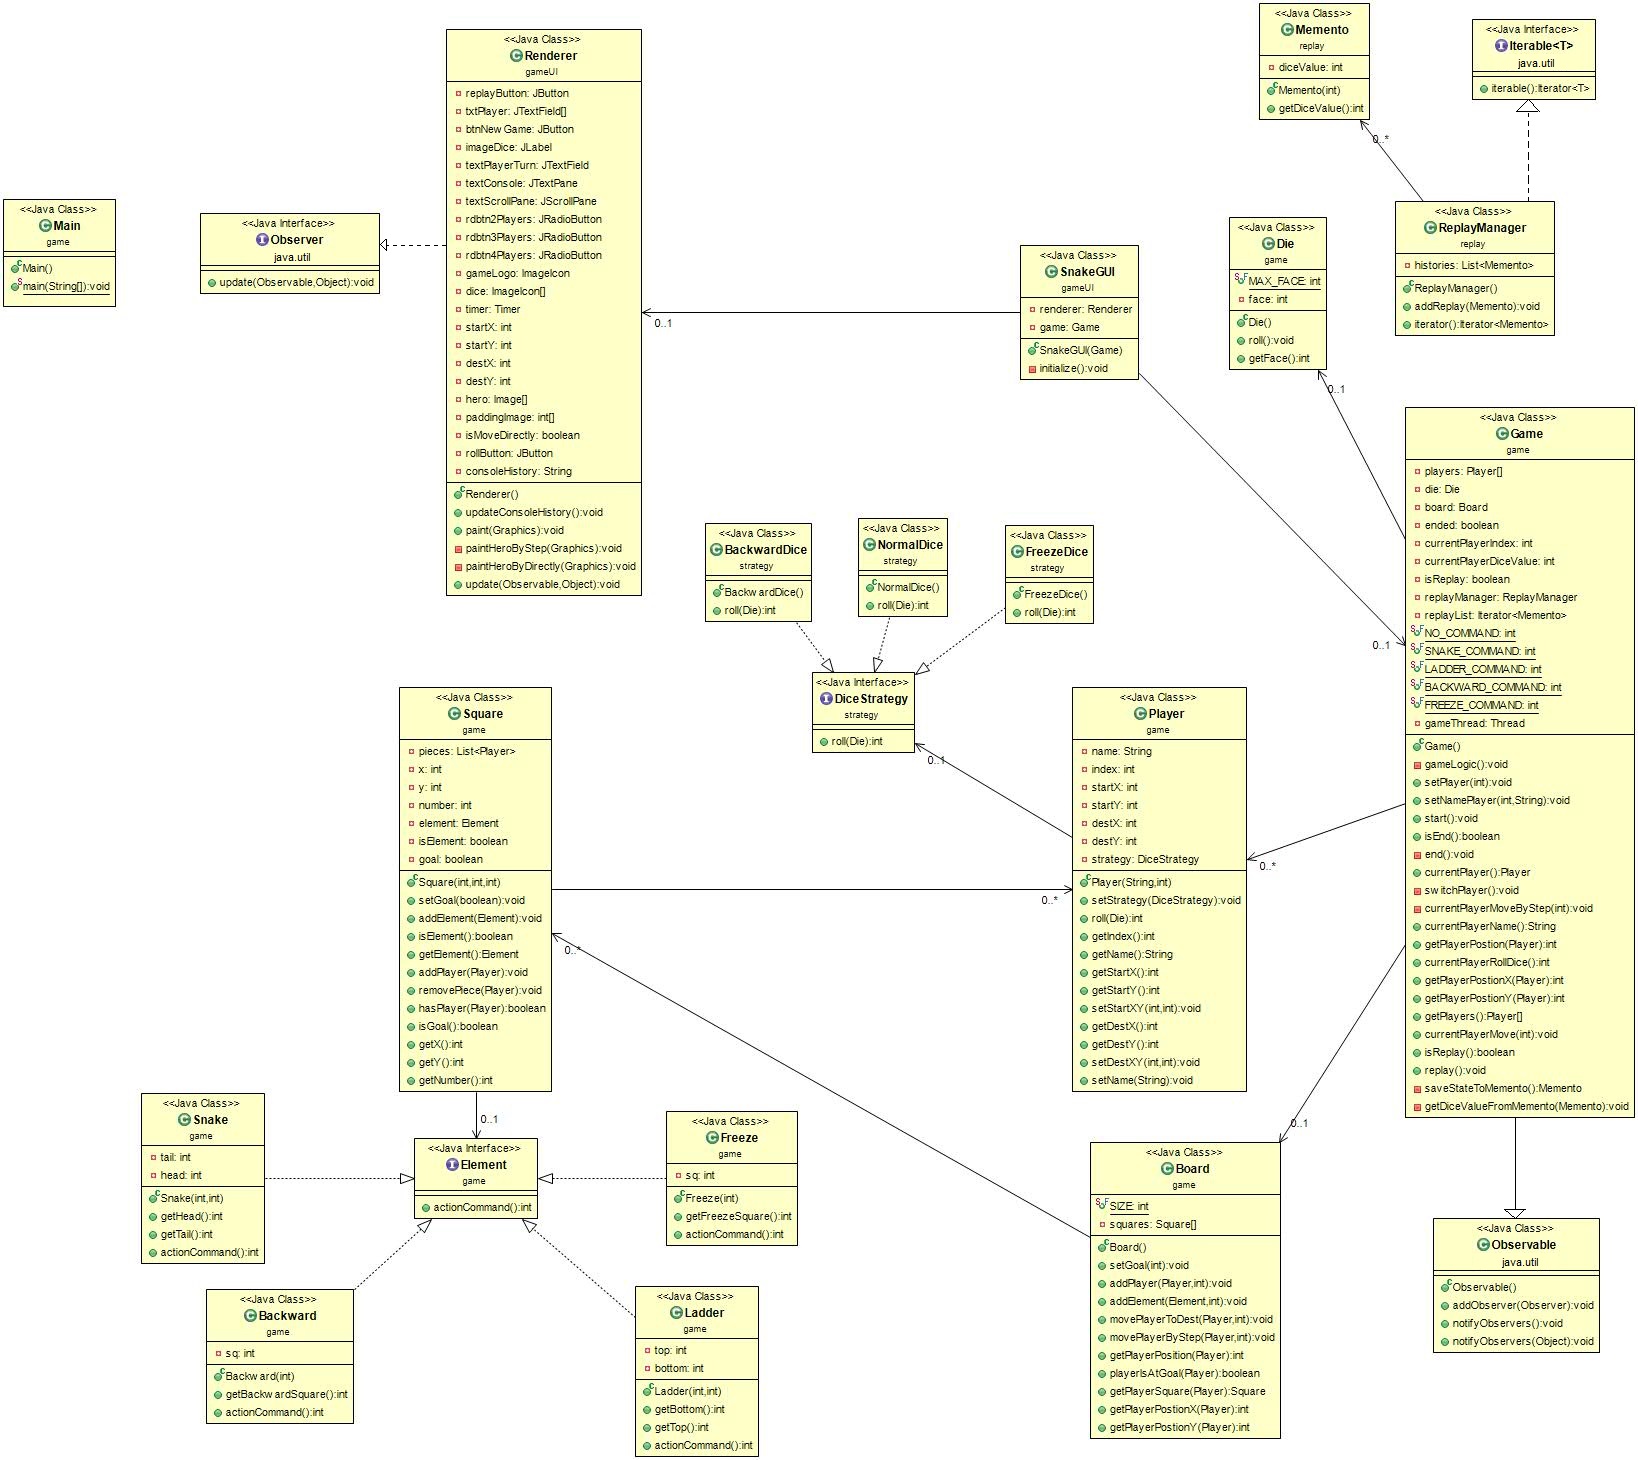 <<Java Class>>
Memento
replay
diceValue: int
Memento(int)
getDiceValue():int
<<Java Interface>>
Iterable<T>
java.util
iterable():Iterator<T>
0..*
<<Java Class>>
Renderer
gameUI
replayButton: JButton
txtPlayer: JTextField[]
btnNewGame: JButton
imageDice: JLabel
textPlayerTurn: JTextField
textConsole: JTextPane
textScrollPane: JScrollPane
rdbtn2Players: JRadioButton
rdbtn3Players: JRadioButton
rdbtn4Players: JRadioButton
gameLogo: ImageIcon
dice: ImageIcon[]
timer: Timer
startX: int
startY: int
destX: int
destY: int
hero: Image[]
paddingImage: int[]
isMoveDirectly: boolean
rollButton: JButton
consoleHistory: String
Renderer()
updateConsoleHistory():void
paint(Graphics):void
paintHeroByStep(Graphics):void
paintHeroByDirectly(Graphics):void
update(Observable,Object):void
<<Java Class>>
Main
game
Main()
main(String[]):void
<<Java Interface>>
Observer
java.util
update(Observable,Object):void
0..1
<<Java Class>>
SnakeGUI
gameUI
renderer: Renderer
game: Game
SnakeGUI(Game)
initialize():void
<<Java Class>>
Die
game
MAX_FACE: int
face: int
Die()
roll():void
getFace():int
0..1
<<Java Class>>
ReplayManager
replay
histories: List<Memento>
ReplayManager()
addReplay(Memento):void
iterator():Iterator<Memento>
<<Java Class>>
Game
game
players: Player[]
die: Die
board: Board
ended: boolean
currentPlayerIndex: int
currentPlayerDiceValue: int
isReplay: boolean
replayManager: ReplayManager
replayList: Iterator<Memento>
NO_COMMAND: int
SNAKE_COMMAND: int
LADDER_COMMAND: int
BACKWARD_COMMAND: int
FREEZE_COMMAND: int
gameThread: Thread
Game()
gameLogic():void
setPlayer(int):void
setNamePlayer(int,String):void
start():void
isEnd():boolean
end():void
currentPlayer():Player
switchPlayer():void
currentPlayerMoveByStep(int):void
currentPlayerName():String
getPlayerPostion(Player):int
currentPlayerRollDice():int
getPlayerPostionX(Player):int
getPlayerPostionY(Player):int
getPlayers():Player[]
currentPlayerMove(int):void
isReplay():boolean
replay():void
saveStateToMemento():Memento
getDiceValueFromMemento(Memento):void
0..1
<<Java Class>>
BackwardDice
strategy
BackwardDice()
roll(Die):int
<<Java Class>>
NormalDice
strategy
NormalDice()
roll(Die):int
<<Java Class>>
FreezeDice
strategy
FreezeDice()
roll(Die):int
<<Java Interface>>
DiceStrategy
strategy
roll(Die):int
0..1
<<Java Class>>
Square
game
pieces: List<Player>
x: int
y: int
number: int
element: Element
isElement: boolean
goal: boolean
Square(int,int,int)
setGoal(boolean):void
addElement(Element):void
isElement():boolean
getElement():Element
addPlayer(Player):void
removePiece(Player):void
hasPlayer(Player):boolean
isGoal():boolean
getX():int
getY():int
getNumber():int
<<Java Class>>
Player
game
name: String
index: int
startX: int
startY: int
destX: int
destY: int
strategy: DiceStrategy
Player(String,int)
setStrategy(DiceStrategy):void
roll(Die):int
getIndex():int
getName():String
getStartX():int
getStartY():int
setStartXY(int,int):void
getDestX():int
getDestY():int
setDestXY(int,int):void
setName(String):void
0..*
0..*
0..*
0..1
0..1
<<Java Class>>
Snake
game
tail: int
head: int
Snake(int,int)
getHead():int
getTail():int
actionCommand():int
<<Java Interface>>
Element
game
actionCommand():int
<<Java Class>>
Freeze
game
sq: int
Freeze(int)
getFreezeSquare():int
actionCommand():int
<<Java Class>>
Backward
game
sq: int
Backward(int)
getBackwardSquare():int
actionCommand():int
<<Java Class>>
Ladder
game
top: int
bottom: int
Ladder(int,int)
getBottom():int
getTop():int
actionCommand():int
<<Java Class>>
Board
game
SIZE: int
squares: Square[]
Board()
setGoal(int):void
addPlayer(Player,int):void
addElement(Element,int):void
movePlayerToDest(Player,int):void
movePlayerByStep(Player,int):void
getPlayerPosition(Player):int
playerIsAtGoal(Player):boolean
getPlayerSquare(Player):Square
getPlayerPostionX(Player):int
getPlayerPostionY(Player):int
<<Java Class>>
Observable
java.util
Observable()
addObserver(Observer):void
notifyObservers():void
notifyObservers(Object):void